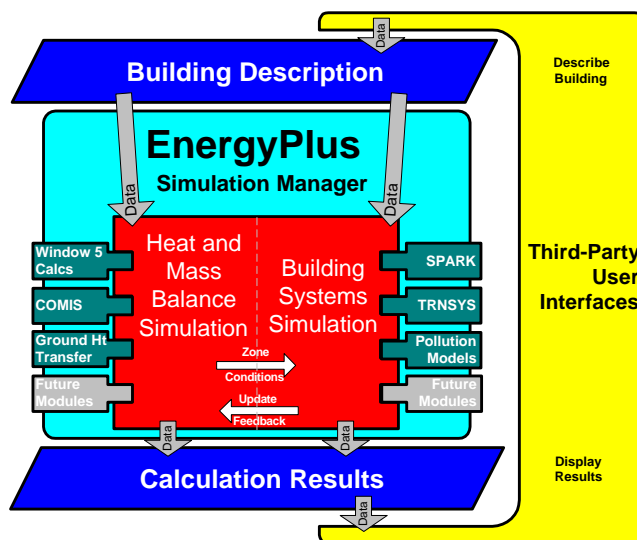 Data
Building Description
Describe
Building
EnergyPlus
Simulation Manager
Data
Data
Heat and
Mass
Balance
Simulation
Building
Systems
Simulation
Window 5
Calcs
COMIS
Ground Ht
Transfer
Future
Modules
SPARK
TRNSYS
Pollution
Models
Future
Modules
Zone
Conditions
Update
Feedback
Third-Party
User
Interfaces
Data
Data
Calculation Results
Display
Results
Data